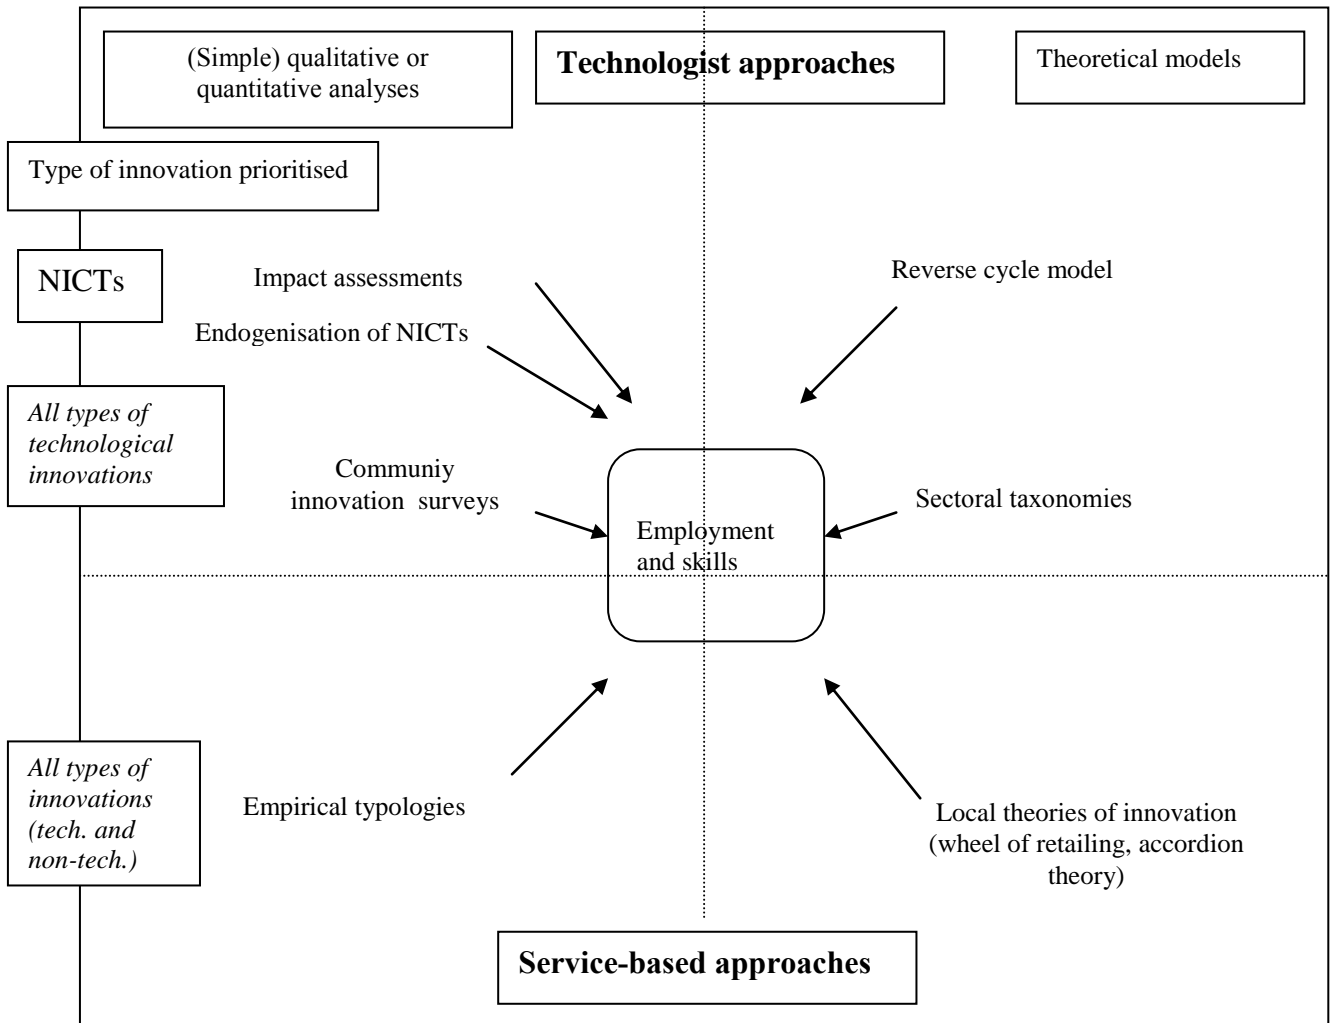 (Simple) qualitative or
quantitative analyses
Technologist approaches
Theoretical models
Type of innovation prioritised
NICTs
Impact assessments
Reverse cycle model
Endogenisation of NICTs
All types of
technological
innovations
Communiy
innovation surveys
Sectoral taxonomies
Employment
and skills
All types of
innovations
(tech. and
non-tech.)
Empirical typologies
Local theories of innovation
(wheel of retailing, accordion
theory)
Service-based approaches